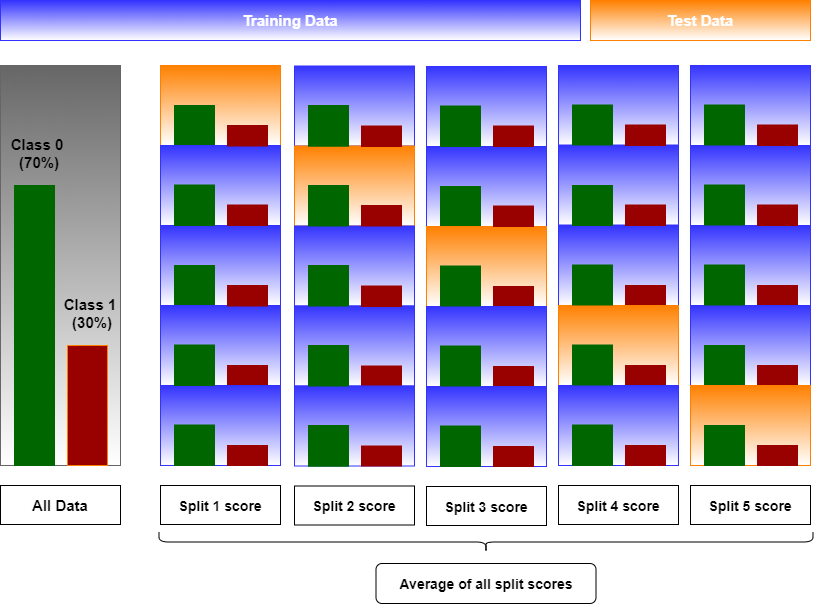 Training Data
Test Data
Class 0
(70%)
Class 1
(30%)
All Data
Split 1 score
Split 2 score
Split 3 score
Split 4 score
Split 5 score
Average of all split scores